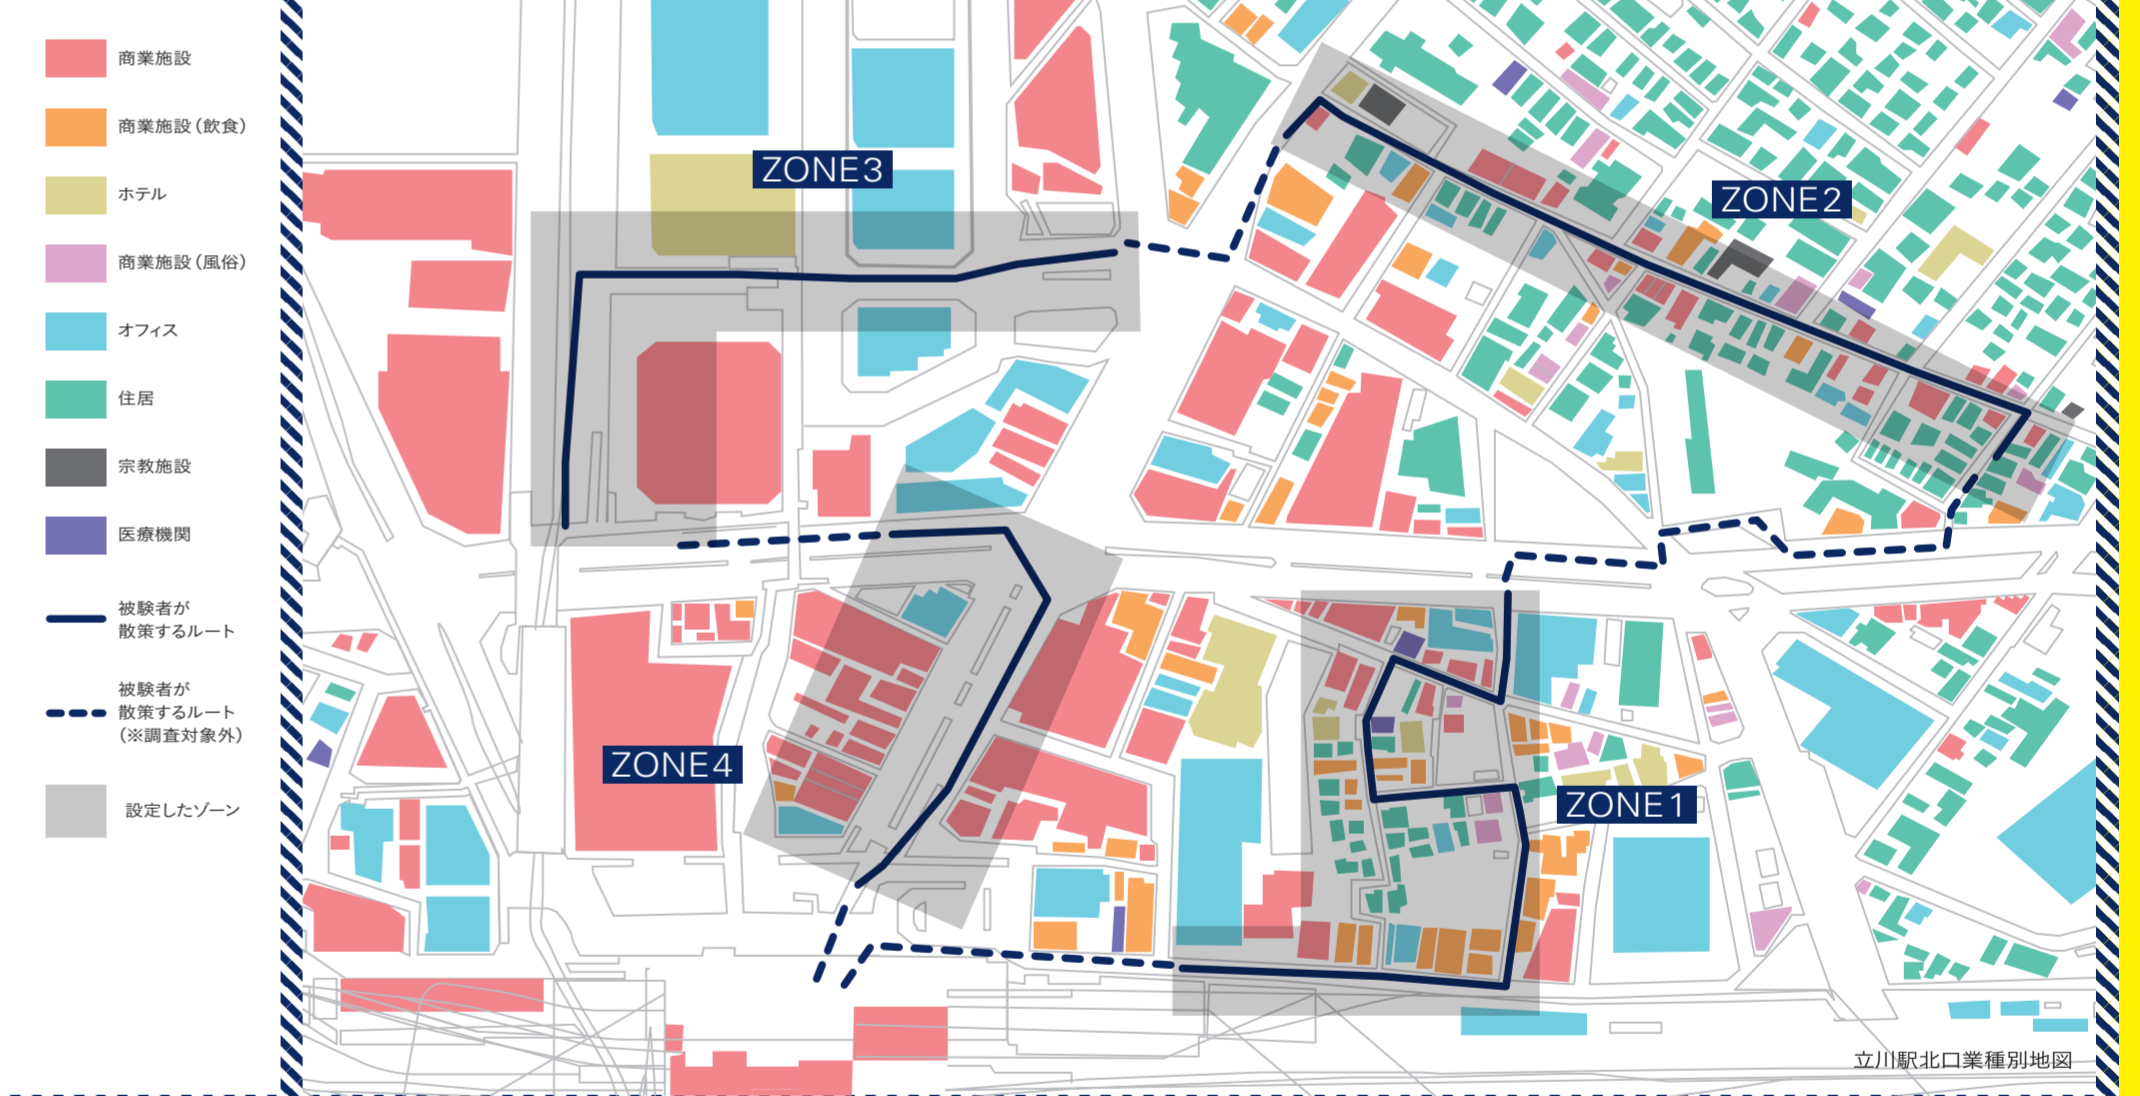 商業施設
商業施設(飲食)
ホテル
商業施設(風俗)
オフィス
住居
宗教施設
医療機関
被験者が
散策するルート
被験者が
散策するルート
(※調査対象外)
設定したゾーン
ZONE3
ZONE2
ZONE4
ZONE1
立川駅北口業種別地図